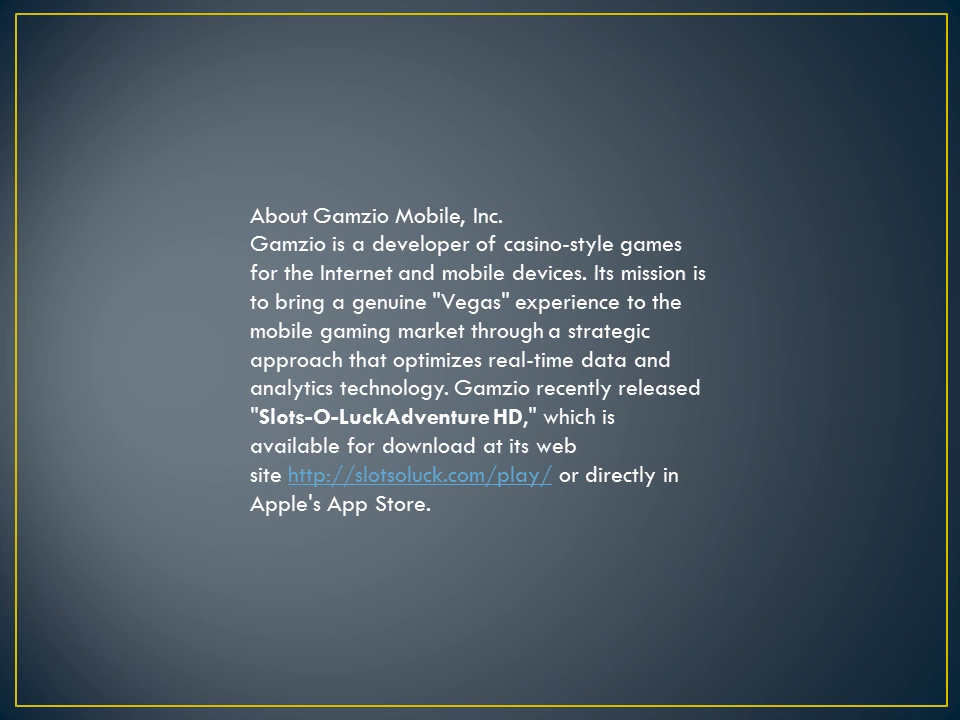 About Gamzio Mobile, Inc.
Gamzio is a developer of casino-style games
for the Internet and mobile devices. Its mission is
to bring a genuine "Vegas" experience to the
mobile gaming market through a strategic
approach that optimizes real-time data and
analytics technology. Gamzio recently released
"Slots-O-LuckAdventure HD," which is
available for download at its web
site http://slotsoluck.com/play/ or directly in
Apple's App Store.